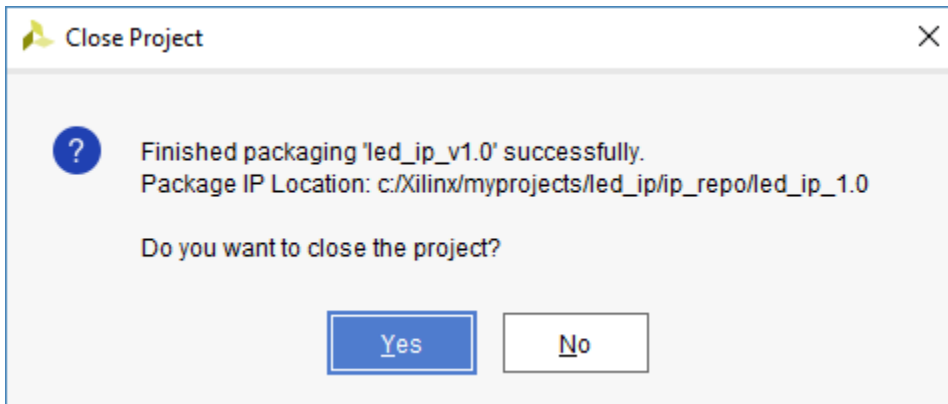 Close Project
Finished packaging 'led_ip_v1.0' successfully.
Package IP Location: c:/Xilinx/myprojects/led_ip/ip_repo/led_ip_1.0
Do you want to close the project?
Yes
No